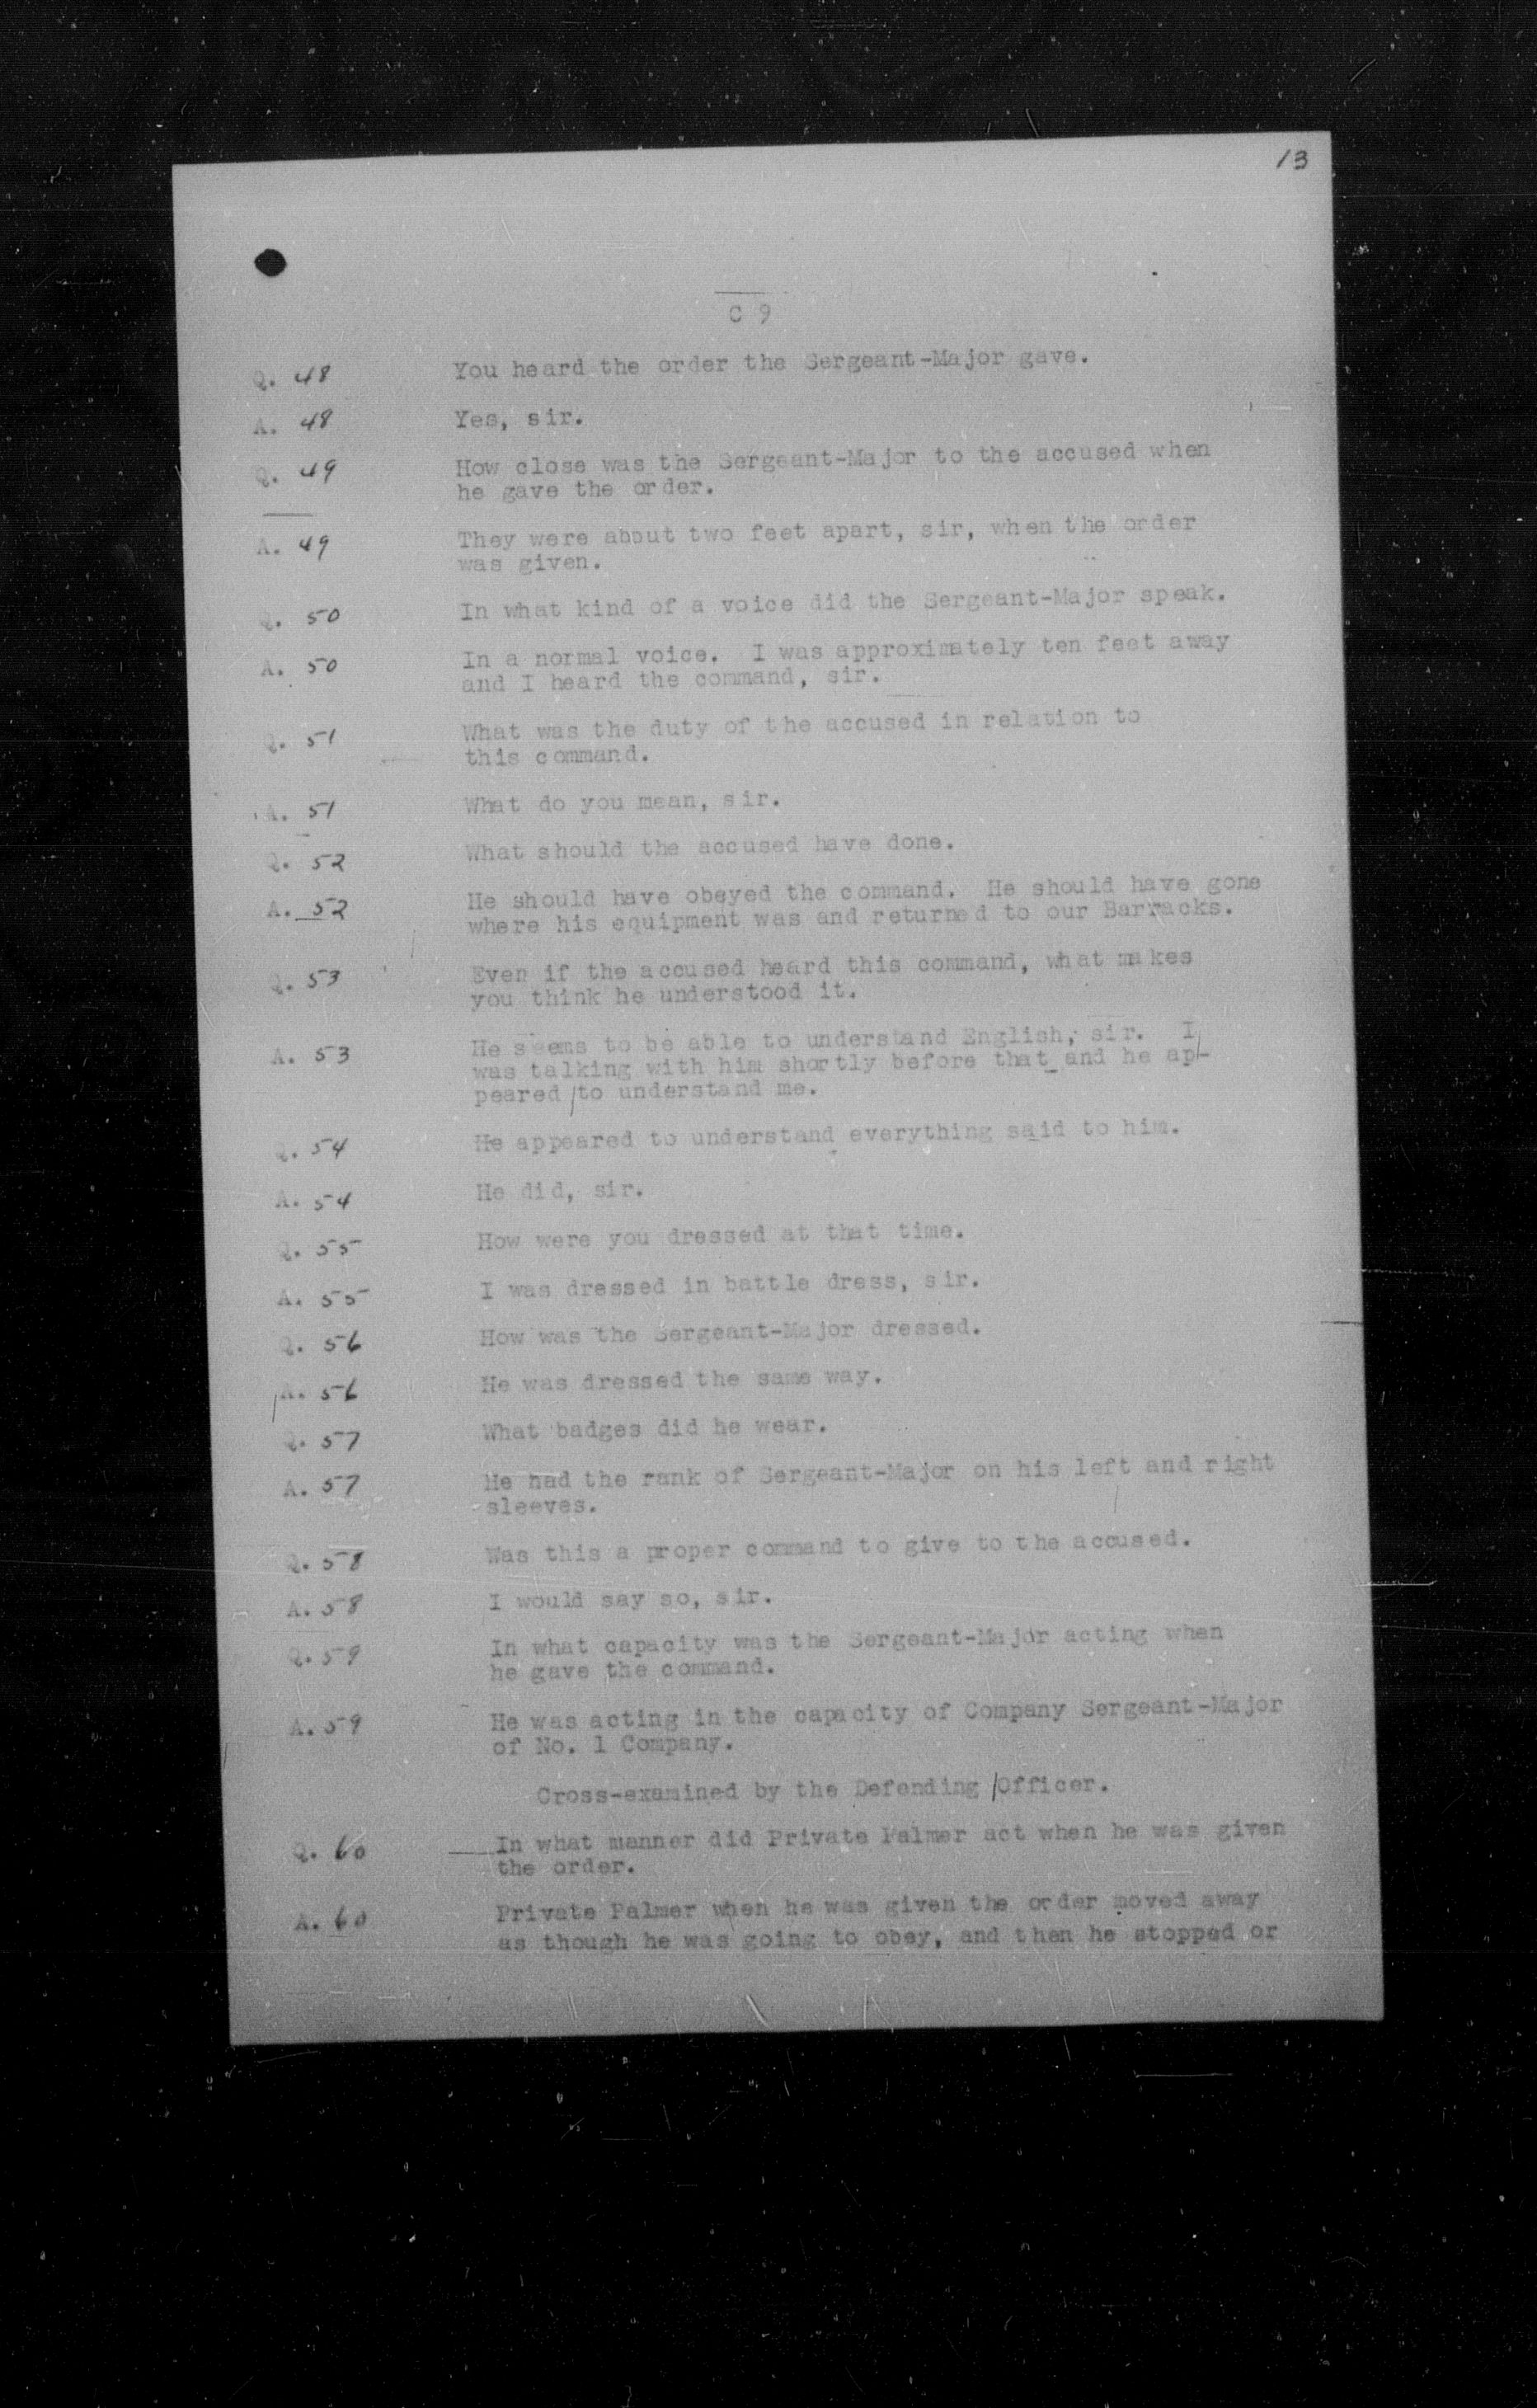 13
C 9
Q. 48 You heard the order the Sergeant-Major gave.
A. 48 Yes, sir.
Q. 49 How close was the Sergeant-Major to the accused when
he gave the order.
A. 49 They were about two feet apart, sir, when the order
was given.
Q. 50 In what kind of a voice did the Sergeant-Major speak.
A. 50 In a normal voice. I was approximately ten feet away
and I heard the command, sir.
Q. 51 What was the duty of the accused in relation to
this command.
A. 51 What do you mean, sir.
Q. 52 What should the accused have done.
A. 52 He should have obeyed the command. He should have gone
where his equipment was and returned to our Barracks.
Q. 53 Even if the accused heard this command, what makes
you think he understood it.
A. 53 He seems to be able to understand English, sir. I
was talking with him shortly before that and he ap-
peared to understand me.
Q. 54 He appeared to understand everything said to him.
A. 54 He did, sir.
Q. 55 How were you dressed at that time.
A. 55 I was dressed in battle dress, sir.
Q. 56 How was the Sergeant-Major dressed.
A. 56 He was dressed the same way.
Q. 57 What badges did he wear.
A. 57 He had the rank of Sergeant-Major on his left and right
sleeves.
Q. 58 Was this a proper command to give to the accused.
A. 58 I would say so, sir.
Q. 59 In what capacity was the Sergeant-Major acting when
he gave the command.
A. 59 He was acting in the capacity of Company Sergeant-Major
of No. 1 Company.
Cross-examined by the Defending Officer.
Q. 60 In what manner did Private Palmer act when he was given
the order.
A. 60 Private Palmer when he was given the order moved away
as though he was going to obey, and then he stopped or